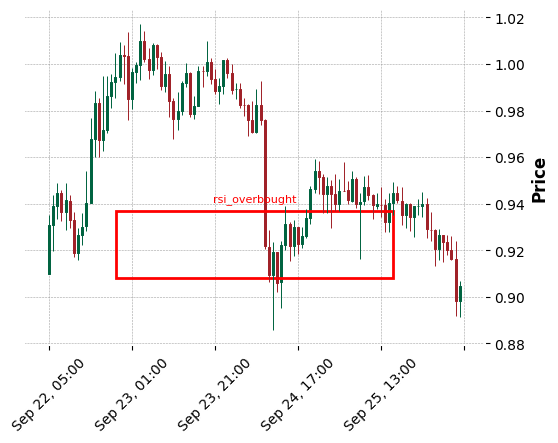 1.02
1.00
0.98
0.96
0.94
0.92
0.90
0.88
Price
rsi_overbought
Sep 22, 05:00
Sep 23, 01:00
Sep 23, 21:00
Sep 24, 17:00
Sep 25, 13:00